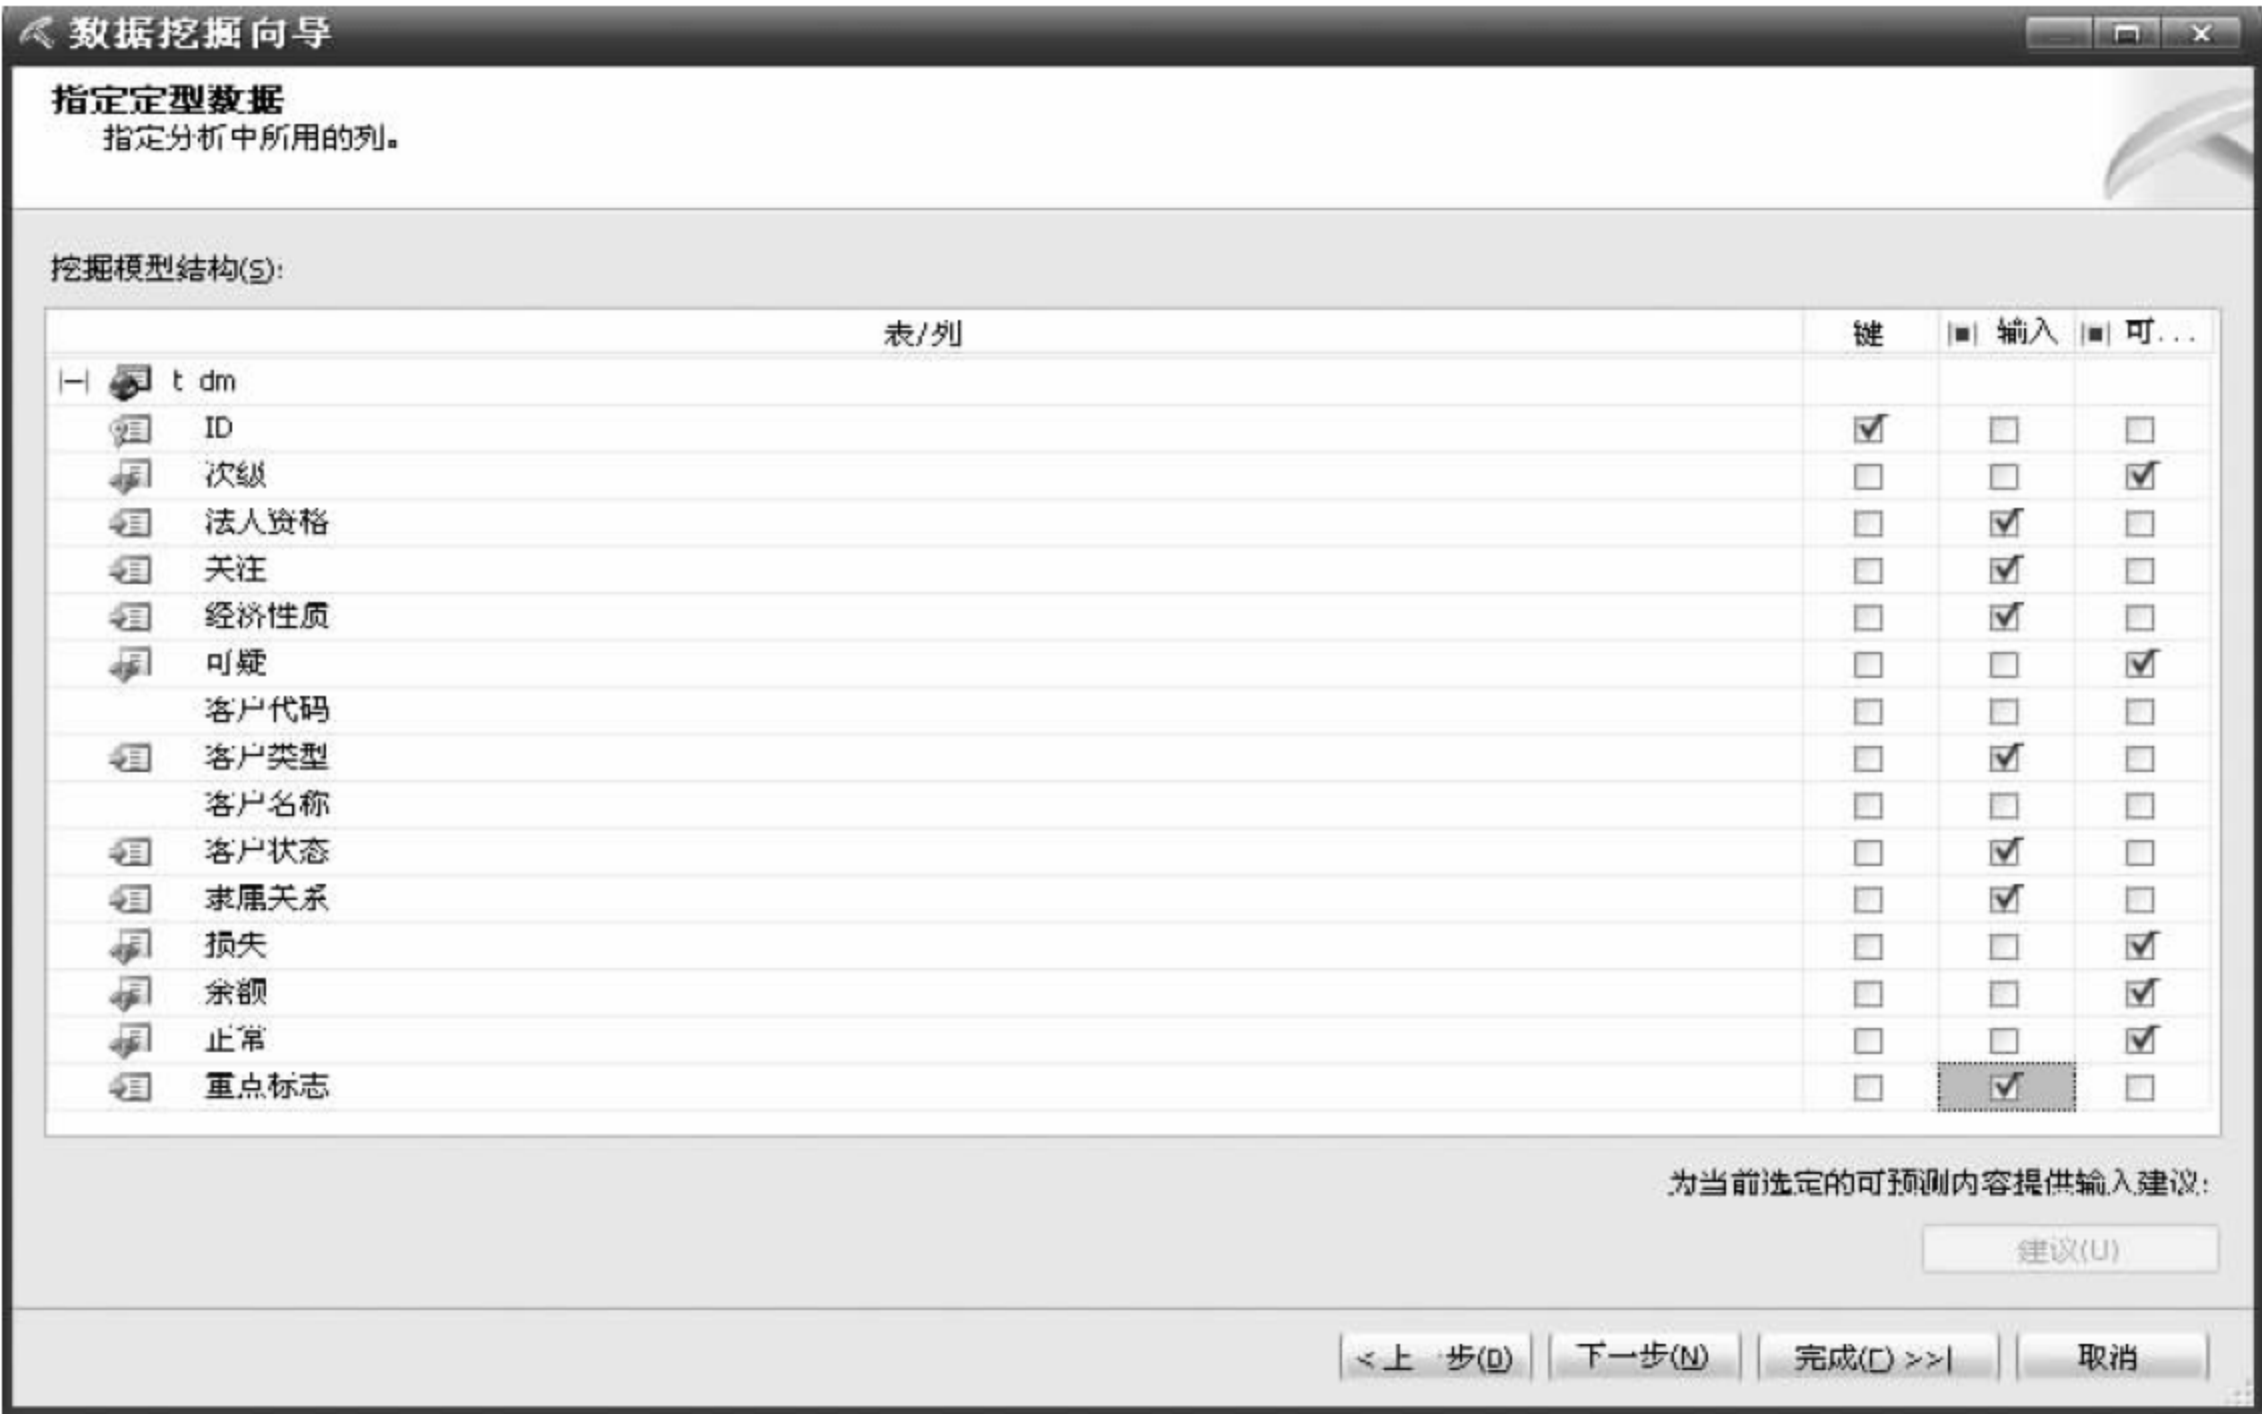 数据挖掘向导
指定定型数据
指定分析中所用的列。
挖掘模型结构(S):
表/列 键 输入 可...
t dm
ID
次级
法人资格
关注
经济性质
可疑
客户代码
客户类型
客户名称
客户状态
隶属关系
损失
余额
正常
重点标志
为当前选定的可预测内容提供输入建议:
建议(U)
<上 步 下一步(N) 完成 >>| 取消